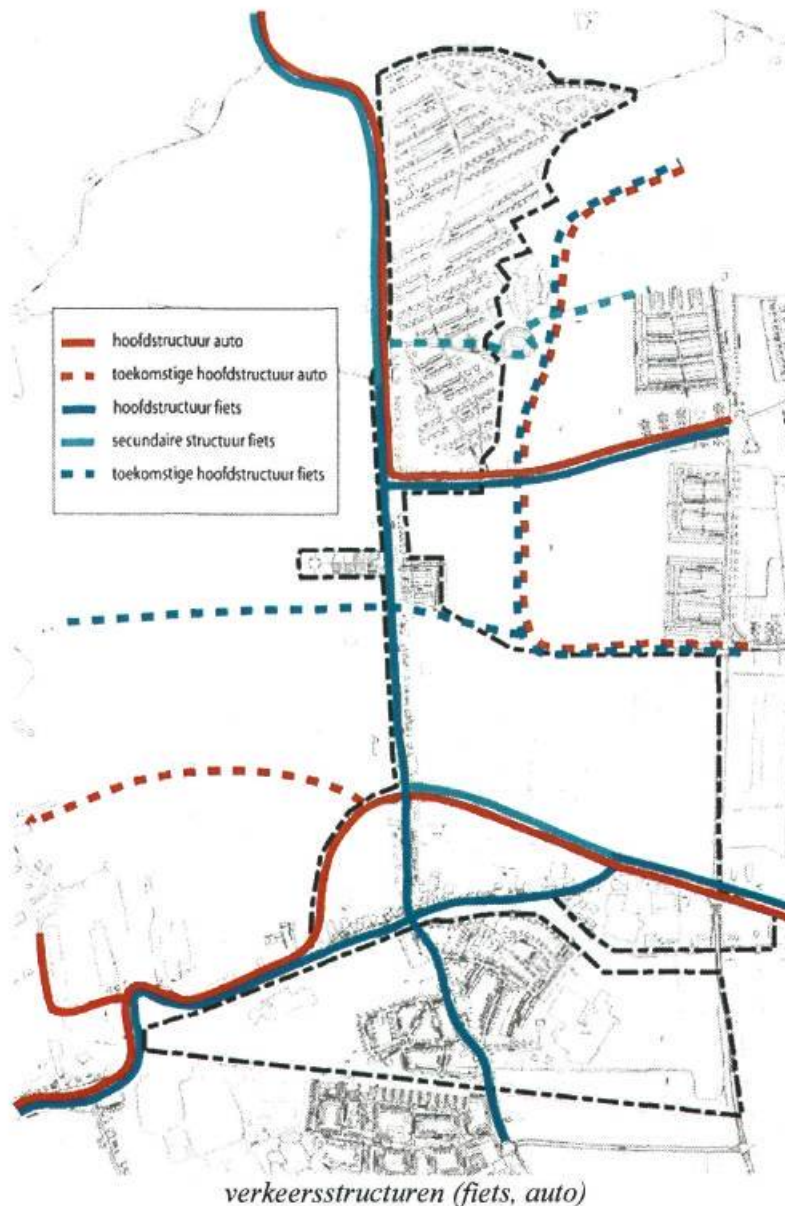 hoofdstructuur auto
toekomstige hoofdstructuur auto
hoofdstructuur fiets
secundaire structuur fiets
toekomstige hoofdstructuur fiets
verkeersstructuren (fiets, auto)